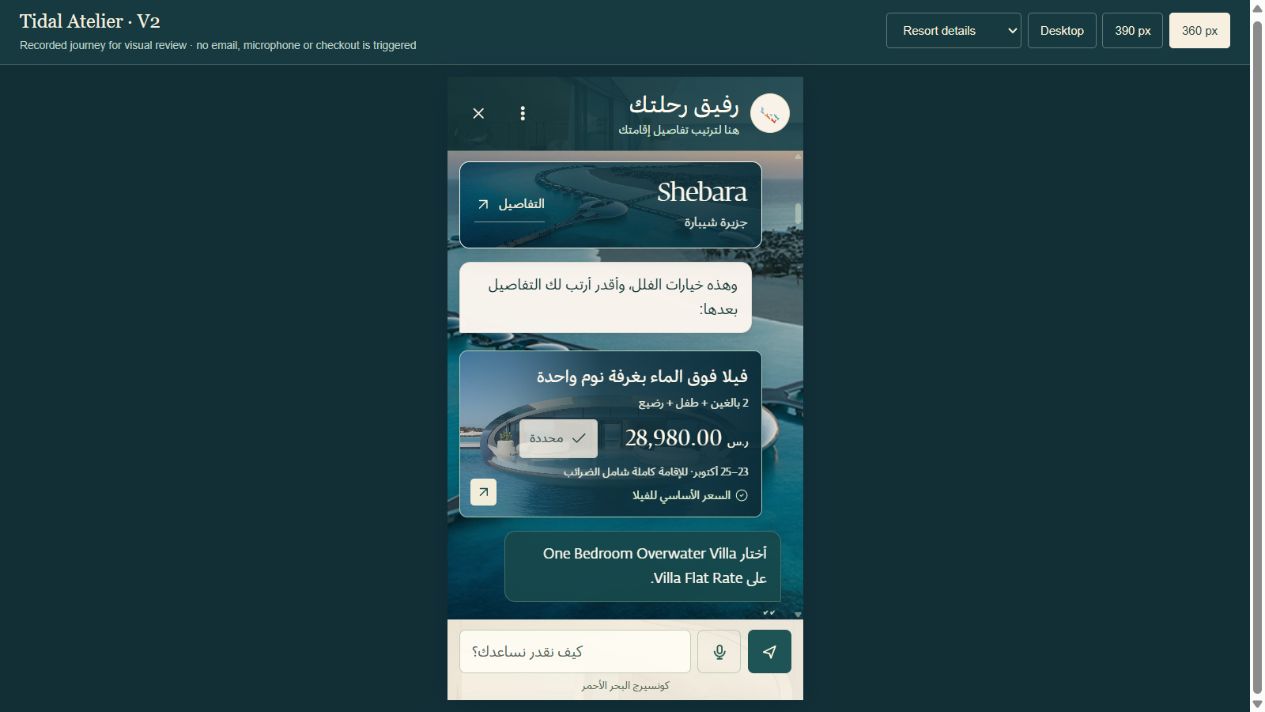 Tidal Atelier · V2
Recorded journey for visual review · no email, microphone or checkout is triggered
Resort details
Desktop
390 px
360 px
رفيق رحلتك
هنا لترتيب تفاصيل إقامتك
Shebara
جزيرة شيبارة
التفاصيل
وهذه خيارات الفلل، وأقدر أرتب لك التفاصيل
بعدها:
فيلا فوق الماء بغرفة نوم واحدة
2 بالغين + طفل + رضيع
ر.س 28,980.00
محددة
23–25 أكتوبر· للإقامة كاملة شامل الضرائب
السعر الأساسي للفيلا
أختار One Bedroom Overwater Villa
على Villa Flat Rate.
كيف نقدر نساعدك؟
كونسيرج البحر الأحمر